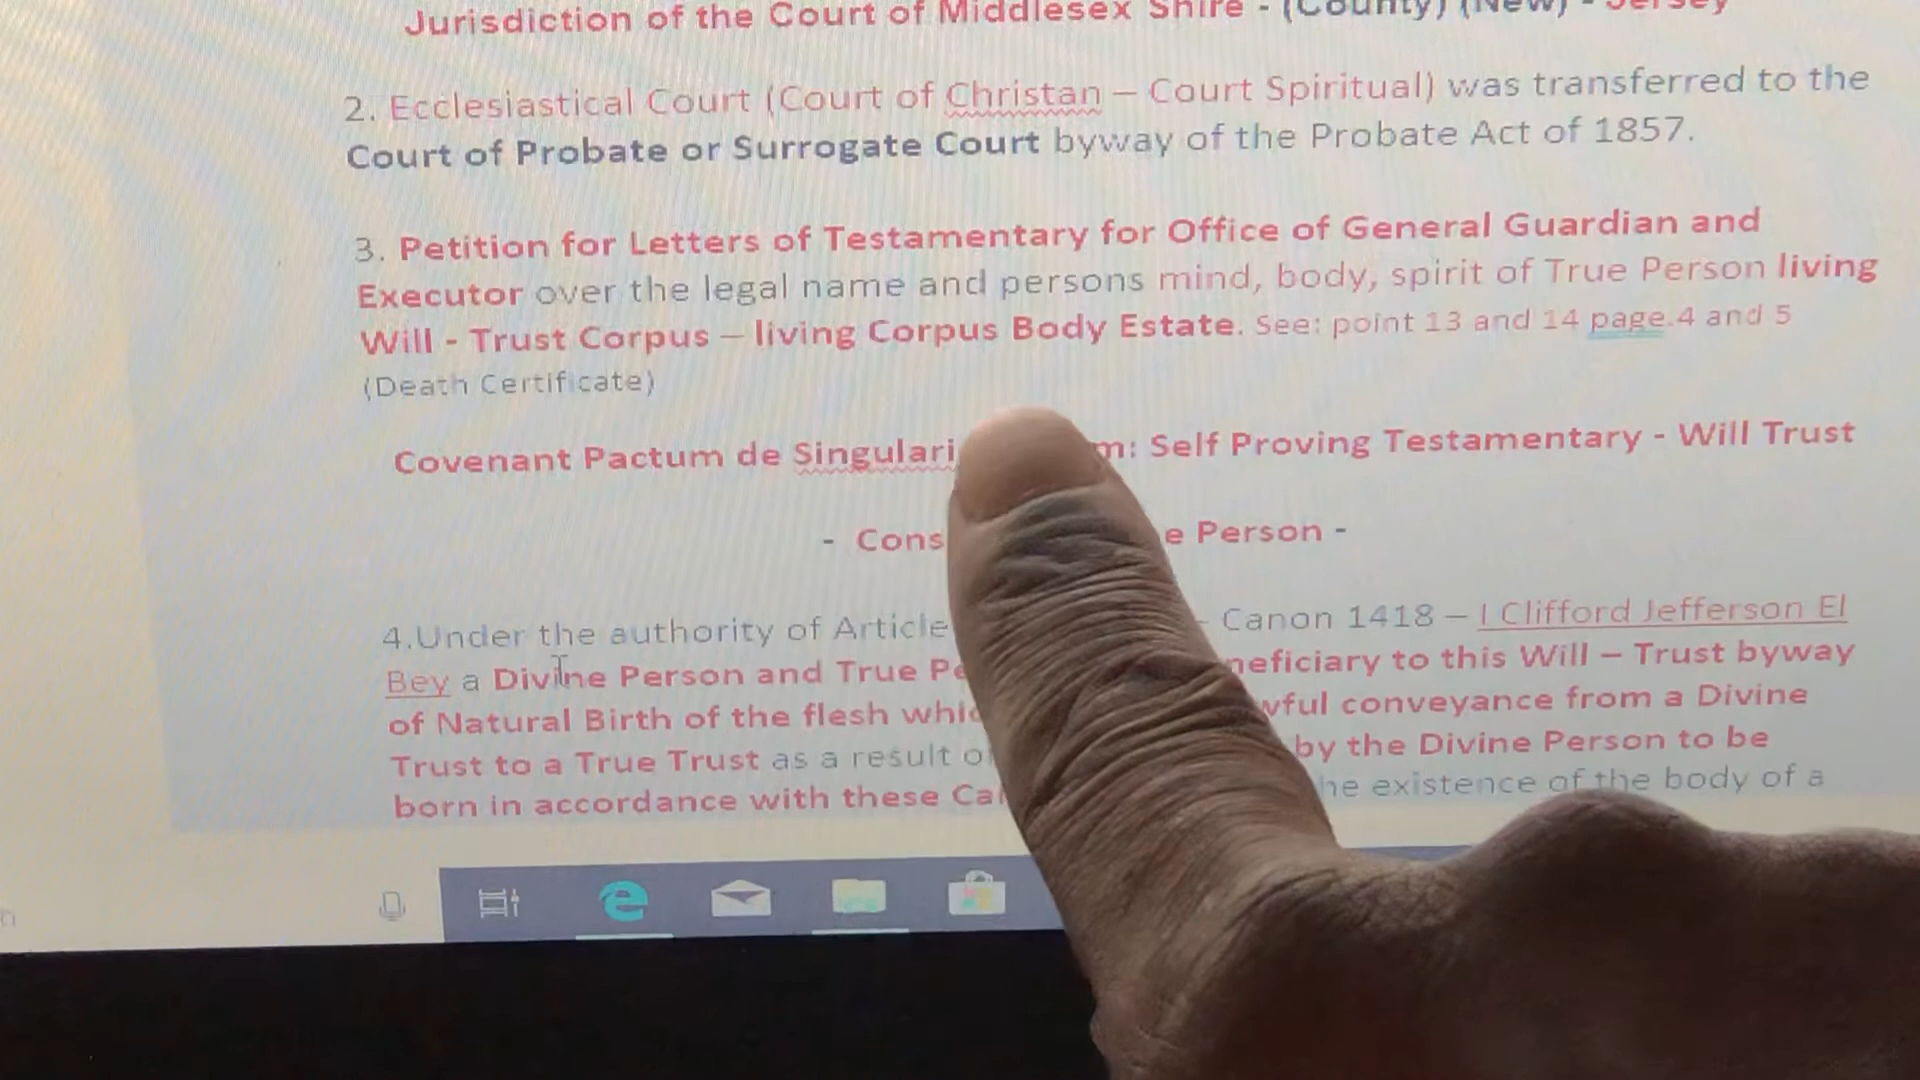 Jurisdiction of the Court of Middlesex Shire - (County) (New) - Jersey
2. Ecclesiastical Court (Court of Christan – Court Spiritual) was transferred to the
Court of Probate or Surrogate Court byway of the Probate Act of 1857.
3. Petition for Letters of Testamentary for Office of General Guardian and
Executor over the legal name and persons mind, body, spirit of True Person living
Will - Trust Corpus – living Corpus Body Estate. See: point 13 and 14 page.4 and 5
(Death Certificate)
Covenant Pactum de Singulari m: Self Proving Testamentary - Will Trust
- Cons e Person -
4.Under the authority of Article - Canon 1418 – I Clifford Jefferson El
Bey a Divine Person and True Pe neficiary to this Will – Trust byway
of Natural Birth of the flesh whic wful conveyance from a Divine
Trust to a True Trust as a result o by the Divine Person to be
born in accordance with these Ca he existence of the body of a